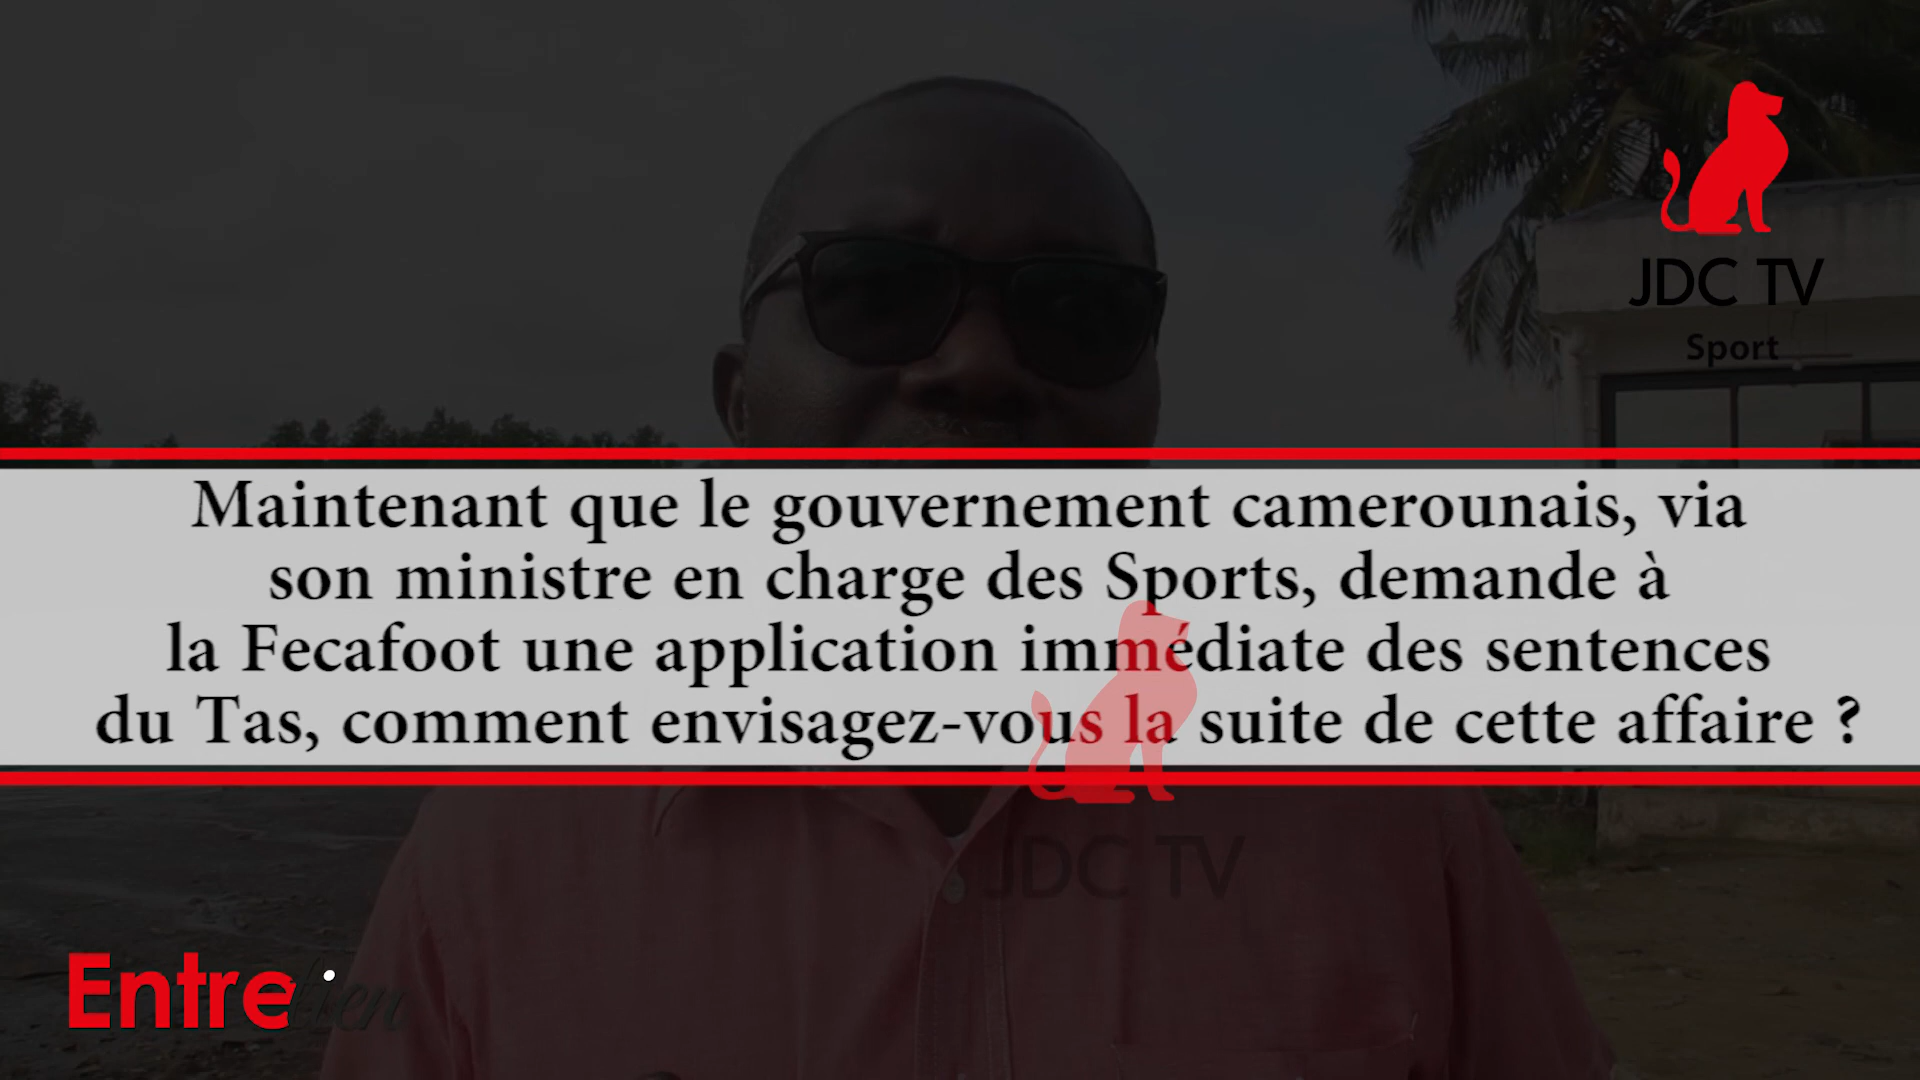 JDC TV
Sport
Maintenant que le gouvernement camerounais, via
son ministre en charge des Sports, demande à
la Fecafoot une application immédiate des sentences
du Tas, comment envisagez-vous la suite de cette affaire ?
JDC TV
Entretien